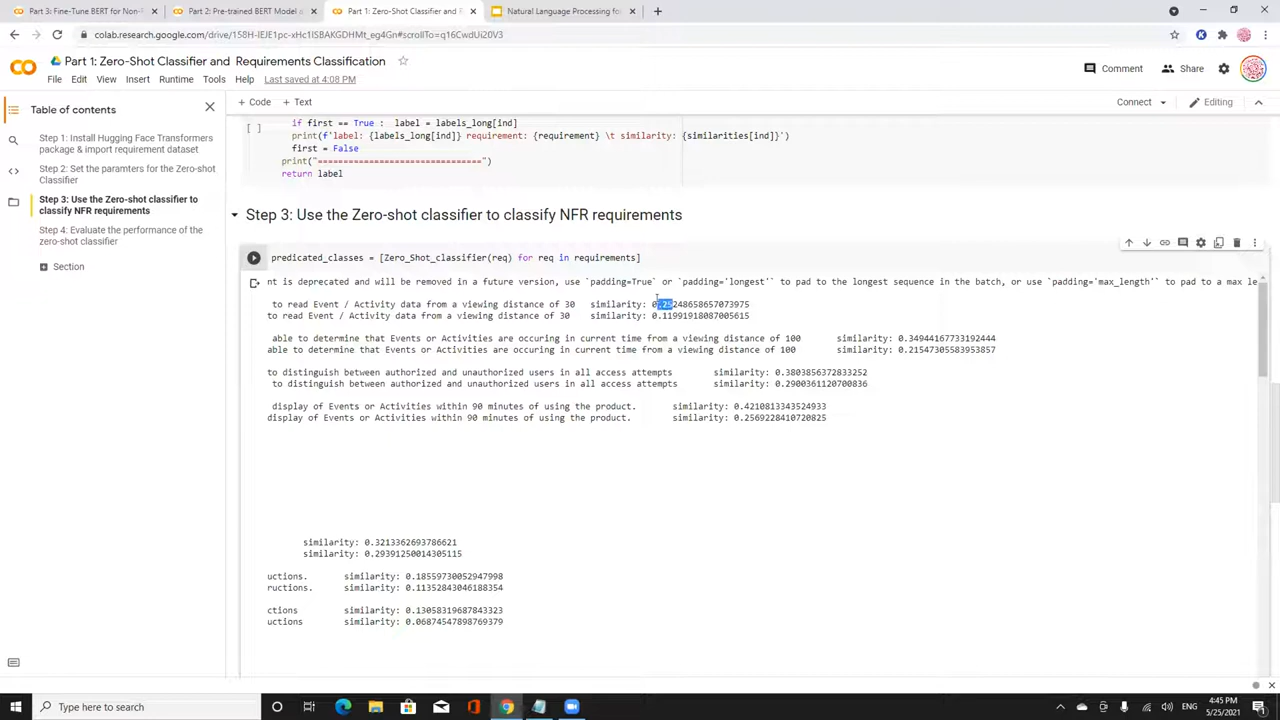 Part 3: Fine-Tune BERT for Non-
Part 2: Pre-trained BERT Model a
Part 1: Zero-Shot Classifier and F
Natural Language Processing for
colab.research.google.com/drive/158H-IEJE1pc-xHc1ISBAKGDHMt_eg4Gn#scrollTo=q16CwdUi20V3
Part 1: Zero-Shot Classifier and Requirements Classification
Comment
Share
File Edit View Insert Runtime Tools Help Last saved at 4:08 PM
Table of contents
+ Code + Text
Connect
Editing
Step 1: Install Hugging Face Transformers
package & import requirement dataset
Step 2: Set the paramters for the Zero-shot
Classifier
Step 3: Use the Zero-shot classifier to
classify NFR requirements
Step 4: Evaluate the performance of the
zero-shot classifier
Section
[ ] if first == True : label = labels_long[ind]
print(f'label: {labels_long[ind]} requirement: {requirement} \t similarity: {similarities[ind]}')
first = False
print("================================")
return label
Step 3: Use the Zero-shot classifier to classify NFR requirements
predicated_classes = [Zero_Shot_classifier(req) for req in requirements]
nt is deprecated and will be removed in a future version, use `padding=True` or `padding='longest'` to pad to the longest sequence in the batch, or use `padding='max_length'` to pad to a max le
to read Event / Activity data from a viewing distance of 30 similarity: 0.25248658657073975
to read Event / Activity data from a viewing distance of 30 similarity: 0.11991918087005615
able to determine that Events or Activities are occuring in current time from a viewing distance of 100 similarity: 0.34944167733192444
able to determine that Events or Activities are occuring in current time from a viewing distance of 100 similarity: 0.21547305583953857
to distinguish between authorized and unauthorized users in all access attempts similarity: 0.3803856372833252
to distinguish between authorized and unauthorized users in all access attempts similarity: 0.2900361120700836
display of Events or Activities within 90 minutes of using the product. similarity: 0.4210813343524933
display of Events or Activities within 90 minutes of using the product. similarity: 0.2569228410720825
similarity: 0.3213362693786621
similarity: 0.29391250014305115
uctions. similarity: 0.18559730052947998
ructions. similarity: 0.11352843046188354
ctions similarity: 0.13058319687843323
uctions similarity: 0.06874547898769379
Type here to search
ENG
4:45 PM
5/25/2021